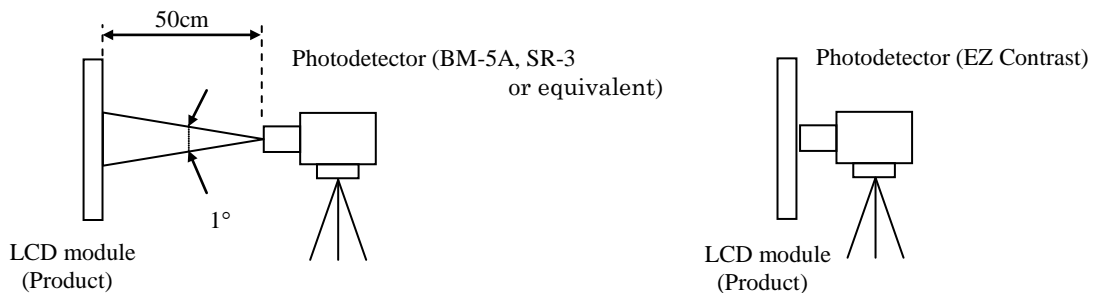 50cm
Photodetector (BM-5A, SR-3
or equivalent)
1°
LCD module
(Product)
Photodetector (EZ Contrast)
LCD module
(Product)